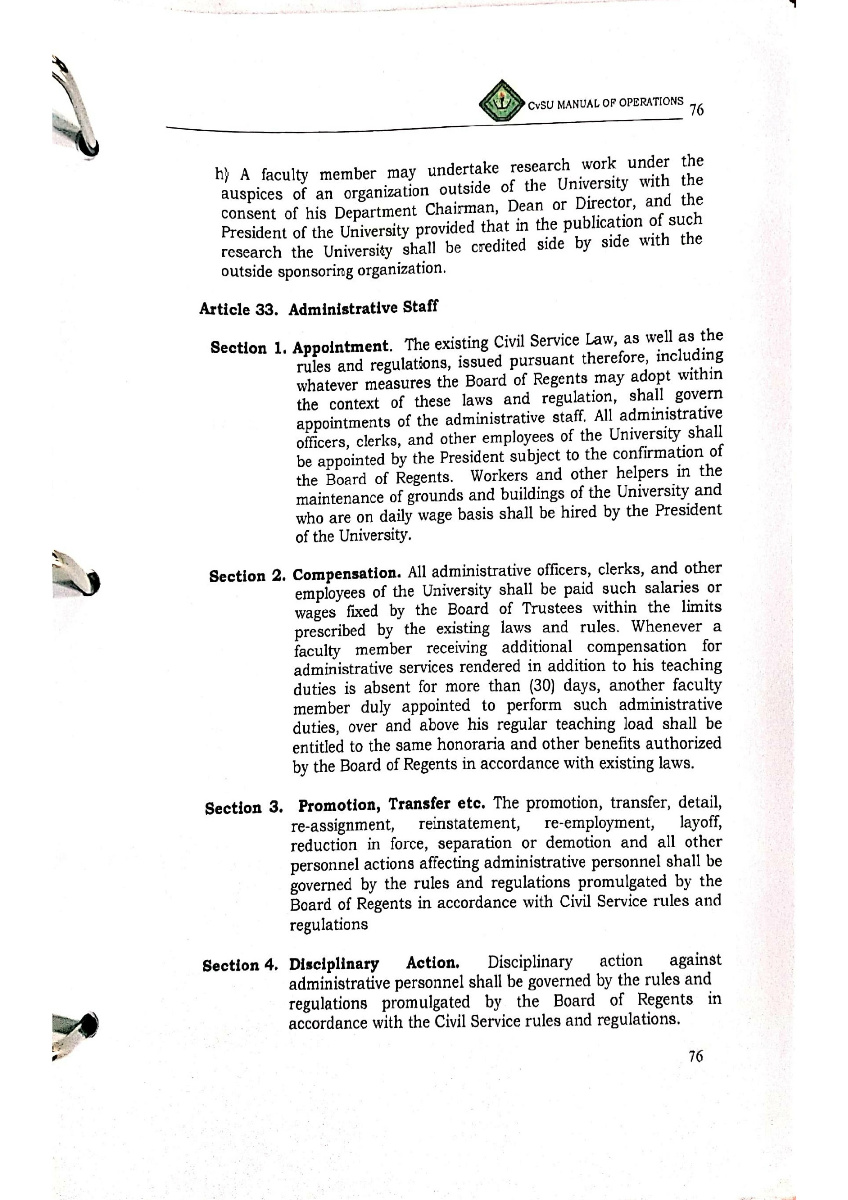 CvSU MANUAL OF OPERATIONS 76
h) A faculty member may undertake research work under the
auspices of an organization outside of the University with the
consent of his Department Chairman, Dean or Director, and the
President of the University provided that in the publication of such
research the University shall be credited side by side with the
outside sponsoring organization.
Article 33. Administrative Staff
Section 1. Appointment. The existing Civil Service Law, as well as the
rules and regulations, issued pursuant therefore, including
whatever measures the Board of Regents may adopt within
the context of these laws and regulation, shall govern
appointments of the administrative staff. All administrative
officers, clerks, and other employees of the University shall
be appointed by the President subject to the confirmation of
the Board of Regents. Workers and other helpers in the
maintenance of grounds and buildings of the University and
who are on daily wage basis shall be hired by the President
of the University.
Section 2. Compensation. All administrative officers, clerks, and other
employees of the University shall be paid such salaries or
wages fixed by the Board of Trustees within the limits
prescribed by the existing laws and rules. Whenever a
faculty member receiving additional compensation for
administrative services rendered in addition to his teaching
duties is absent for more than (30) days, another faculty
member duly appointed to perform such administrative
duties, over and above his regular teaching load shall be
entitled to the same honoraria and other benefits authorized
by the Board of Regents in accordance with existing laws.
Section 3. Promotion, Transfer etc. The promotion, transfer, detail,
re-assignment, reinstatement, re-employment, layoff,
reduction in force, separation or demotion and all other
personnel actions affecting administrative personnel shall be
governed by the rules and regulations promulgated by the
Board of Regents in accordance with Civil Service rules and
regulations
Section 4. Disciplinary Action. Disciplinary action against
administrative personnel shall be governed by the rules and
regulations promulgated by the Board of Regents in
accordance with the Civil Service rules and regulations.
76